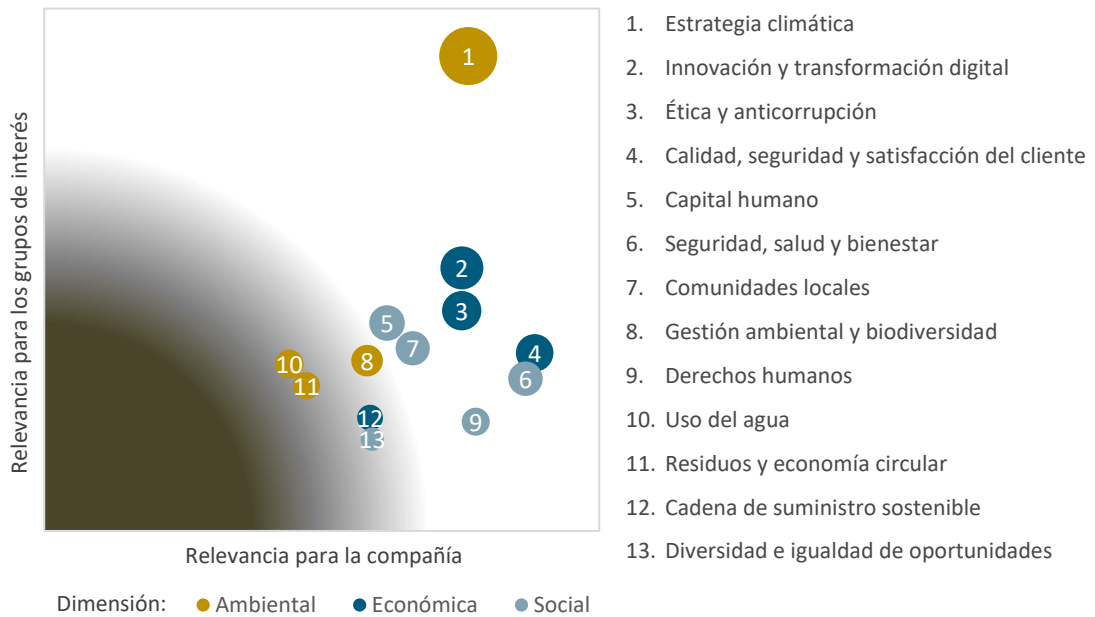 Relevancia para los grupos de interés
1
2
3
4
5
6
7
8
9
10
11
12
13
Relevancia para la compañía
Dimensión: Ambiental Económica Social
1. Estrategia climática
2. Innovación y transformación digital
3. Ética y anticorrupción
4. Calidad, seguridad y satisfacción del cliente
5. Capital humano
6. Seguridad, salud y bienestar
7. Comunidades locales
8. Gestión ambiental y biodiversidad
9. Derechos humanos
10. Uso del agua
11. Residuos y economía circular
12. Cadena de suministro sostenible
13. Diversidad e igualdad de oportunidades